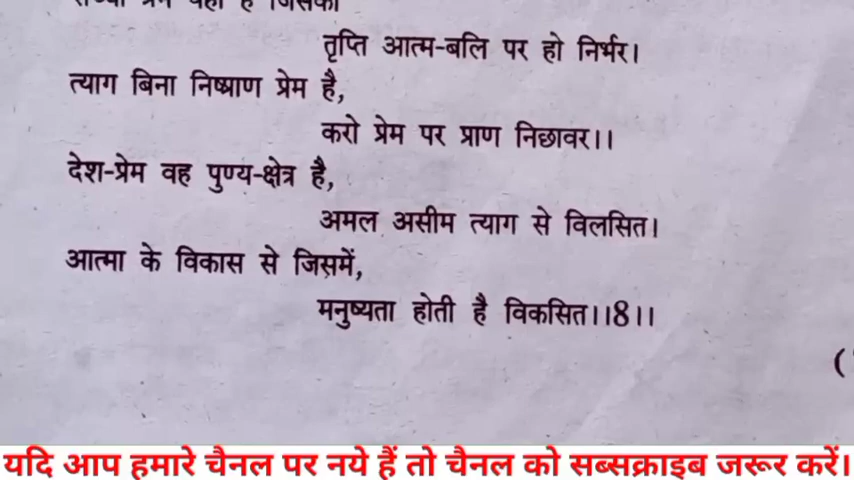 तृप्ति आत्म-बलि पर हो निर्भर।
त्याग बिना निष्प्राण प्रेम है,
करो प्रेम पर प्राण निछावर।।
देश-प्रेम वह पुण्य-क्षेत्र है,
अमल असीम त्याग से विलसित।
आत्मा के विकास से जिसमें,
मनुष्यता होती है विकसित।।8।।
(
यदि आप हमारे चैनल पर नये हैं तो चैनल को सब्सक्राइब जरूर करें।